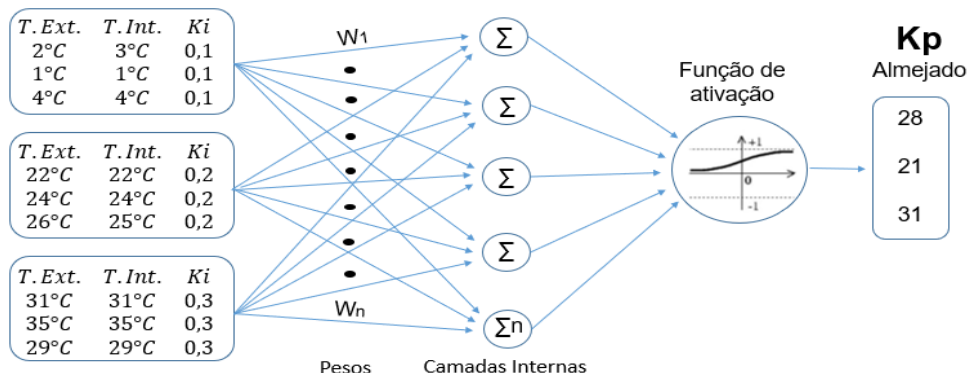 T.Ext. T.Int. Ki
2°C 3°C 0,1
1°C 1°C 0,1
4°C 4°C 0,1
T.Ext. T.Int. Ki
22°C 22°C 0,2
24°C 24°C 0,2
26°C 25°C 0,2
T.Ext. T.Int. Ki
31°C 31°C 0,3
35°C 35°C 0,3
29°C 29°C 0,3
W1
Wn
Pesos
Σ
Σ
Σ
Σ
Σn
Camadas Internas
Função de
ativação
+1
0
-1
Kp
Almejado
28
21
31